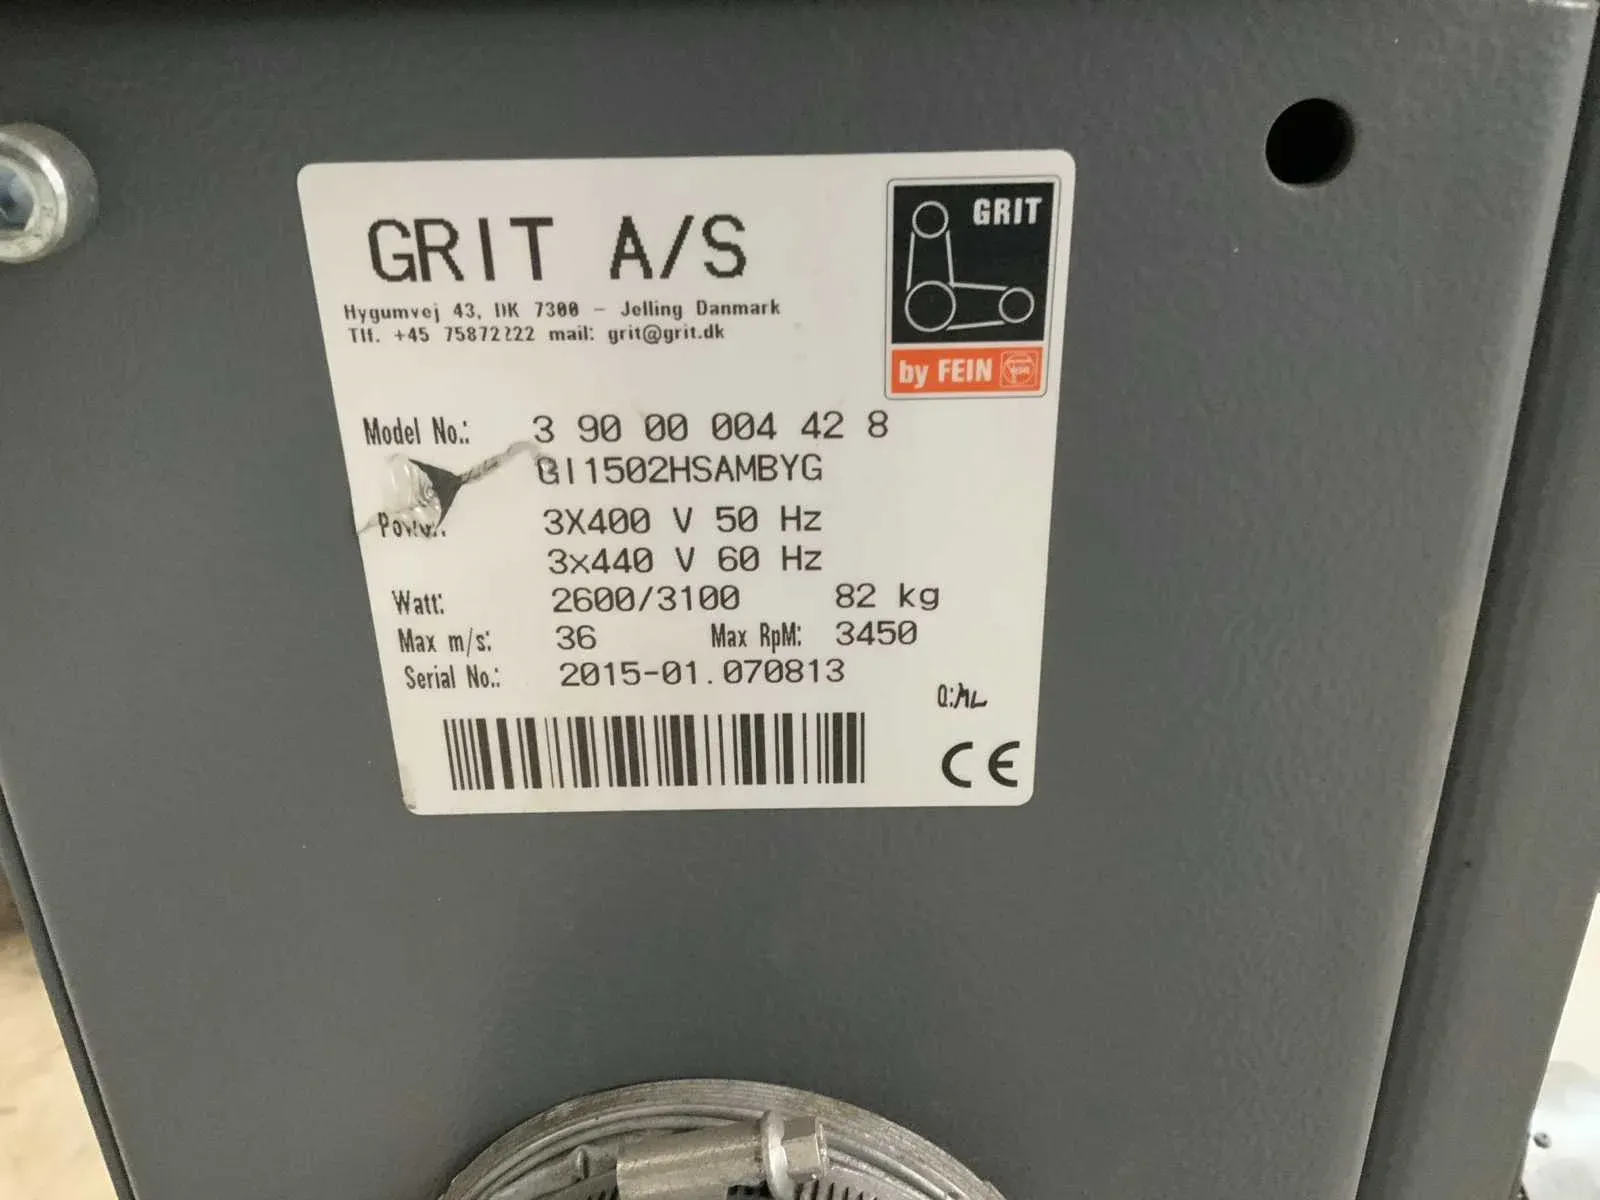 GRIT A/S
GRIT
Hygumvej 43, DK 7300 - Jelling Danmark
Tlf. +45 75872222 mail: grit@grit.dk
by FEIN
Model No.: 3 90 00 004 42 8
GI1502HSAMBYG
Power: 3X400 V 50 Hz
3x440 V 60 Hz
Watt: 2600/3100 82 kg
Max m/s: 36 Max RpM: 3450
Serial No.: 2015-01.070813
Q:ML
CE